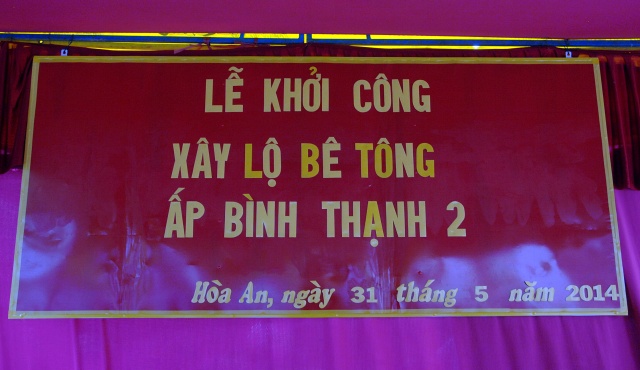 LỄ KHỞI CÔNG
XÂY LỘ BÊ TÔNG
ẤP BÌNH THẠNH 2
Hòa An, ngày 31 tháng 5 năm 2014